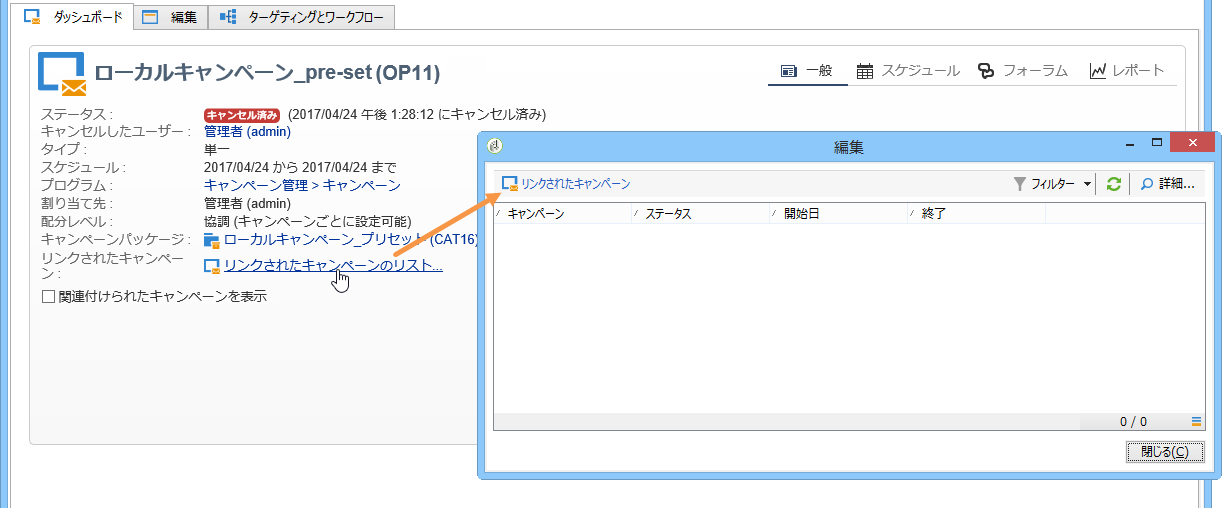 ダッシュボード 編集 ターゲティングとワークフロー
ローカルキャンペーン_pre-set (OP11)
一般 スケジュール フォーラム レポート
ステータス : キャンセル済み (2017/04/24 午後 1:28:12 にキャンセル済み)
キャンセルしたユーザー : 管理者 (admin)
タイプ : 単一
スケジュール : 2017/04/24 から 2017/04/24 まで
プログラム : キャンペーン管理 > キャンペーン
割り当て先 : 管理者 (admin)
配分レベル : 協調 (キャンペーンごとに設定可能)
キャンペーンパッケージ : ローカルキャンペーン_プリセット (CAT16)
リンクされたキャンペー
ン : リンクされたキャンペーンのリスト...
関連付けられたキャンペーンを表示
編集
リンクされたキャンペーン フィルター 詳細...
キャンペーン ステータス 開始日 終了
0 / 0
閉じる(C)